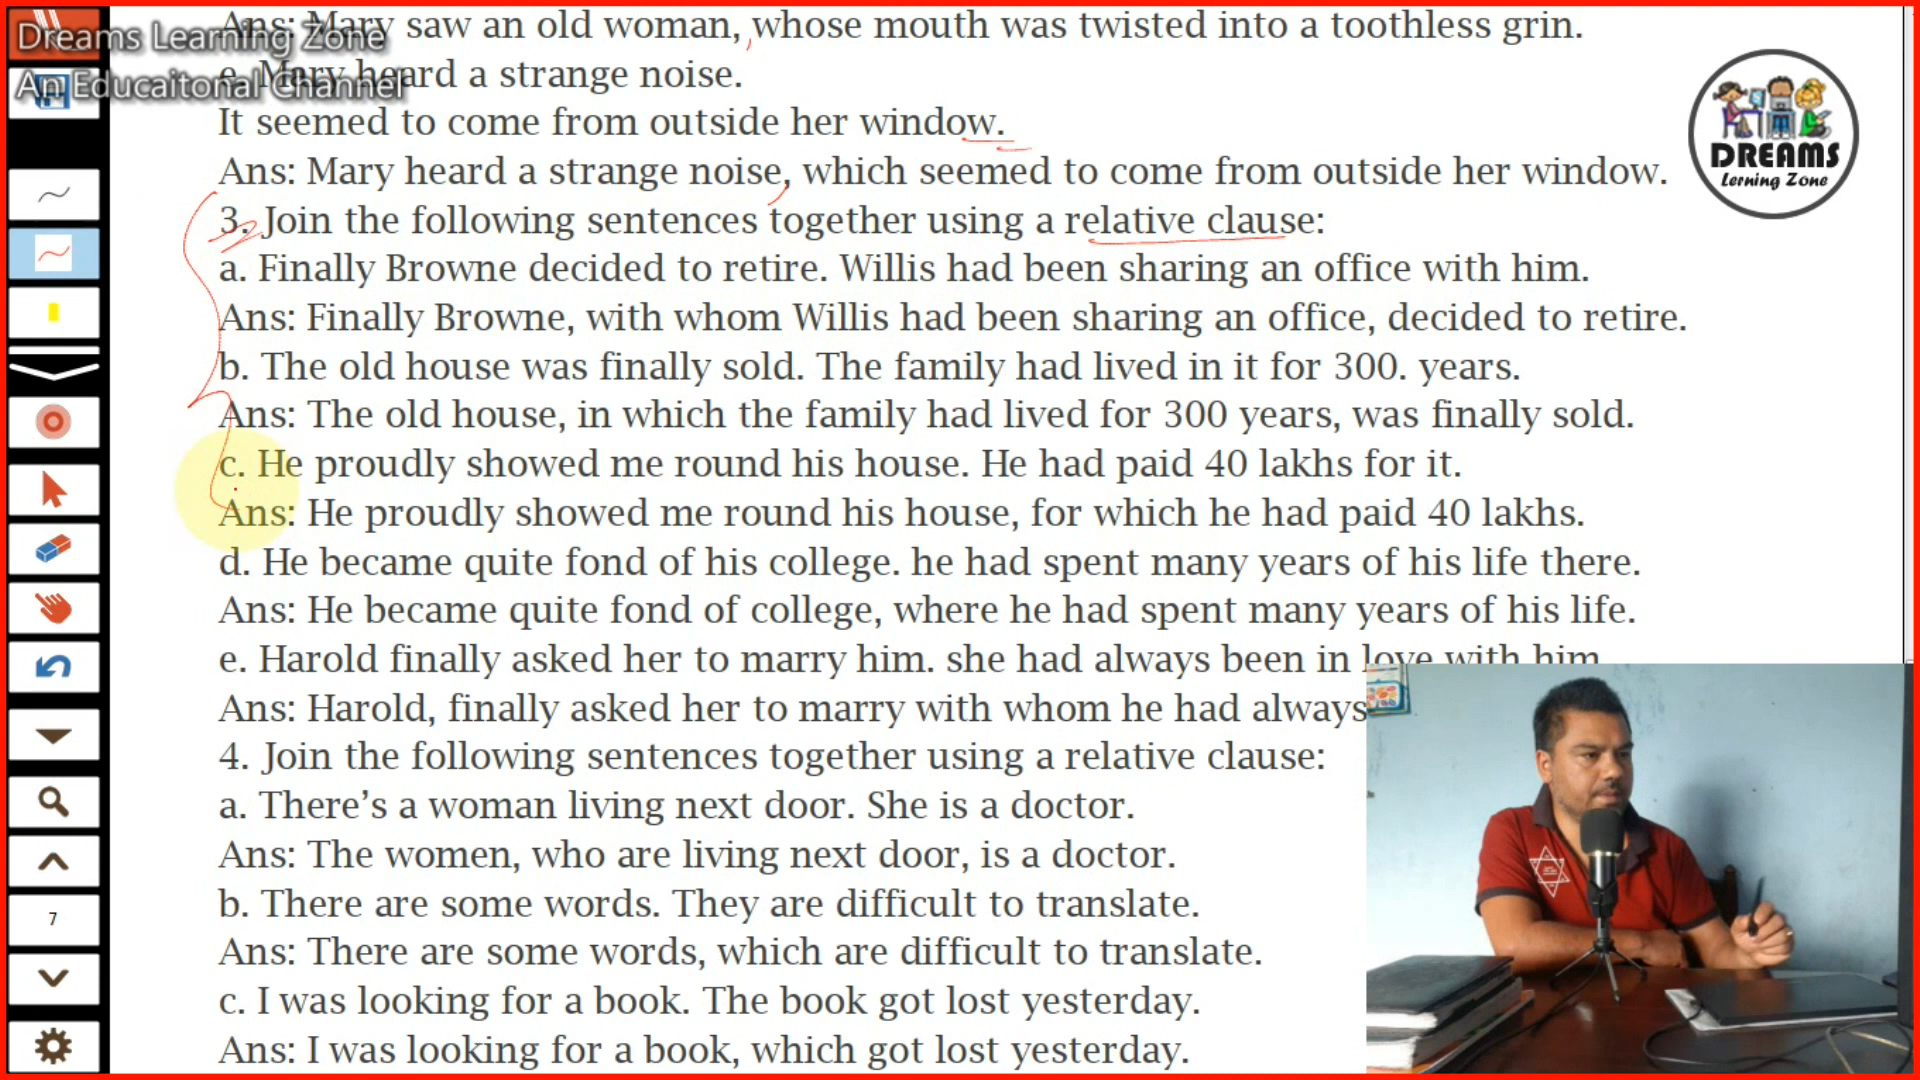 Ans: Mary saw an old woman, whose mouth was twisted into a toothless grin.
Dreams Learning Zone
e. Mary heard a strange noise.
An Educaitonal Channel
It seemed to come from outside her window.
Ans: Mary heard a strange noise, which seemed to come from outside her window.
DREAMS
Lerning Zone
3. Join the following sentences together using a relative clause:
a. Finally Browne decided to retire. Willis had been sharing an office with him.
Ans: Finally Browne, with whom Willis had been sharing an office, decided to retire.
b. The old house was finally sold. The family had lived in it for 300. years.
Ans: The old house, in which the family had lived for 300 years, was finally sold.
c. He proudly showed me round his house. He had paid 40 lakhs for it.
Ans: He proudly showed me round his house, for which he had paid 40 lakhs.
d. He became quite fond of his college. he had spent many years of his life there.
Ans: He became quite fond of college, where he had spent many years of his life.
e. Harold finally asked her to marry him. she had always been in love with him
Ans: Harold, finally asked her to marry with whom he had always
4. Join the following sentences together using a relative clause:
a. There’s a woman living next door. She is a doctor.
Ans: The women, who are living next door, is a doctor.
b. There are some words. They are difficult to translate.
7
Ans: There are some words, which are difficult to translate.
c. I was looking for a book. The book got lost yesterday.
Ans: I was looking for a book, which got lost yesterday.